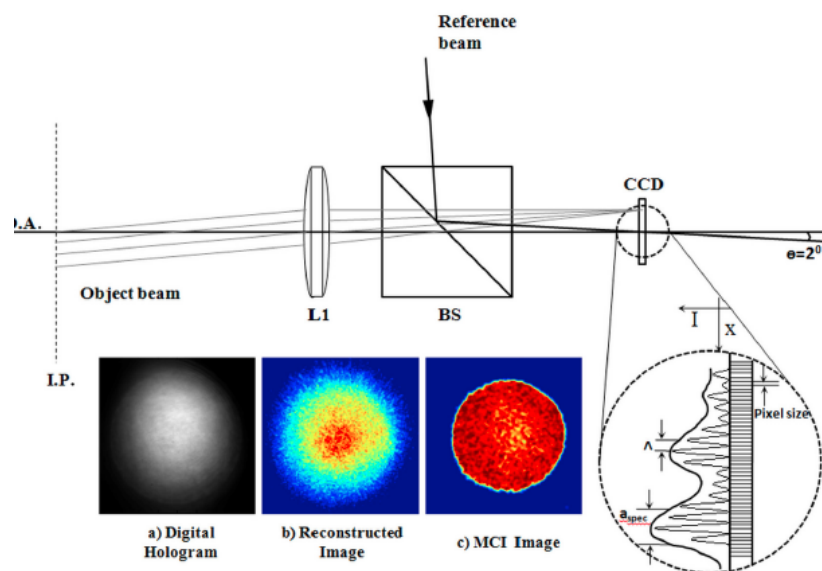 Reference
beam
CCD
O.A.
e=2⁰
Object beam
L1
BS
I
x
I.P.
Pixel size
Λ
a_spec
a) Digital
Hologram
b) Reconstructed
Image
c) MCI Image